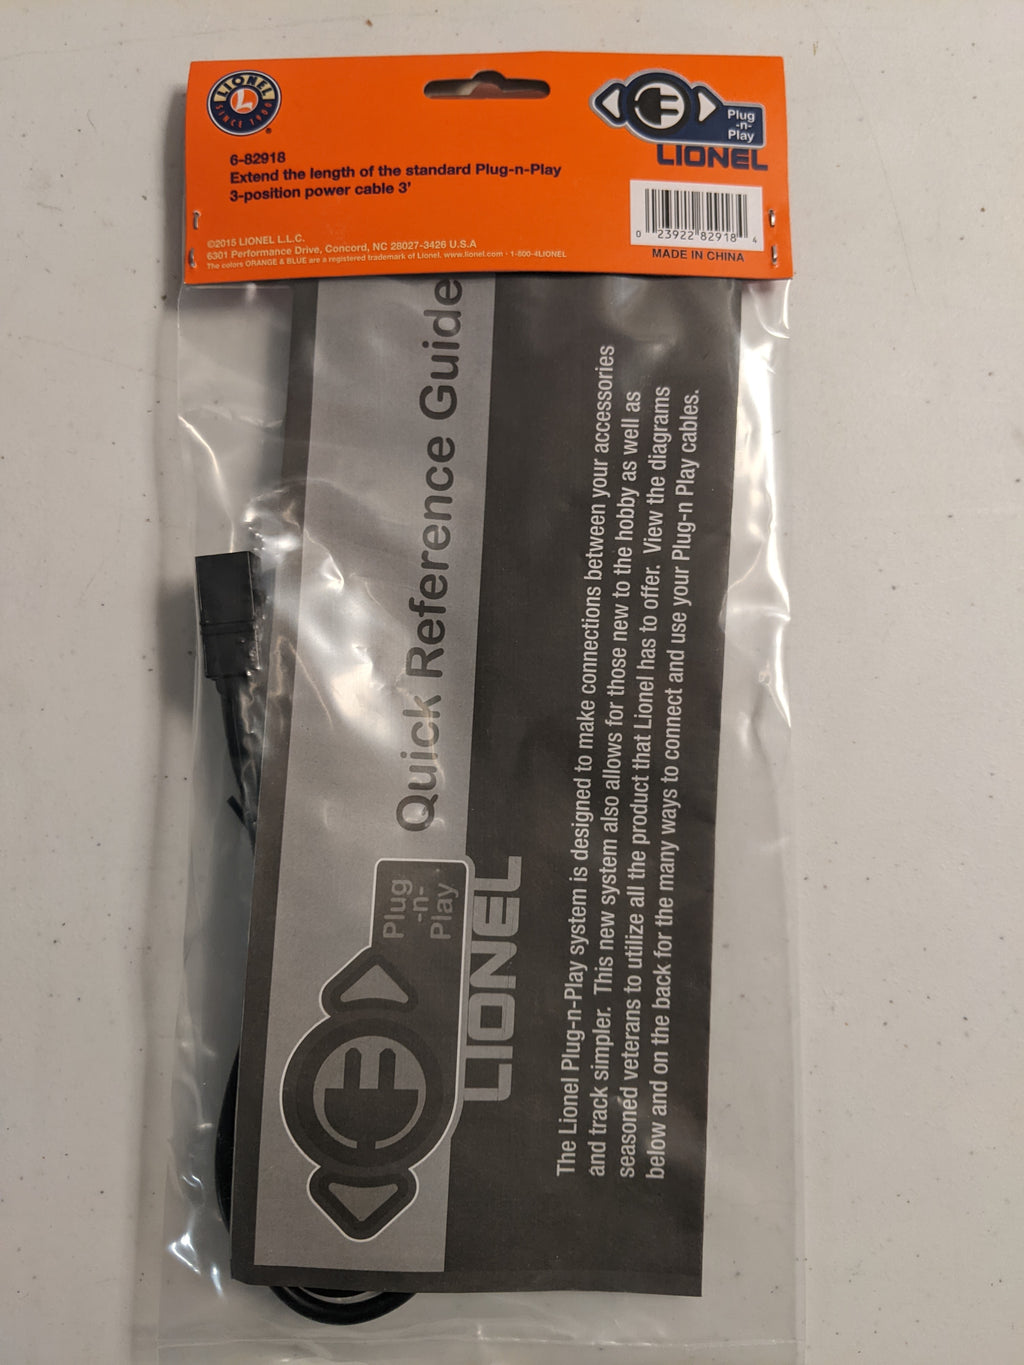 LIONEL
L
SINCE 1900
®
Plug
-n-
Play
LIONEL
6-82918
Extend the length of the standard Plug-n-Play
3-position power cable 3'
0 23922 82918 4
MADE IN CHINA
©2015 LIONEL L.L.C.
6301 Performance Drive, Concord, NC 28027-3426 U.S.A
The colors ORANGE & BLUE are a registered trademark of Lionel. www.lionel.com · 1-800-4LIONEL
Quick Reference Guide
Plug
-n-
Play
LIONEL
The Lionel Plug-n-Play system is designed to make connections between your accessories
and track simpler. This new system also allows for those new to the hobby as well as
seasoned veterans to utilize all the product that Lionel has to offer. View the diagrams
below and on the back for the many ways to connect and use your Plug-n Play cables.